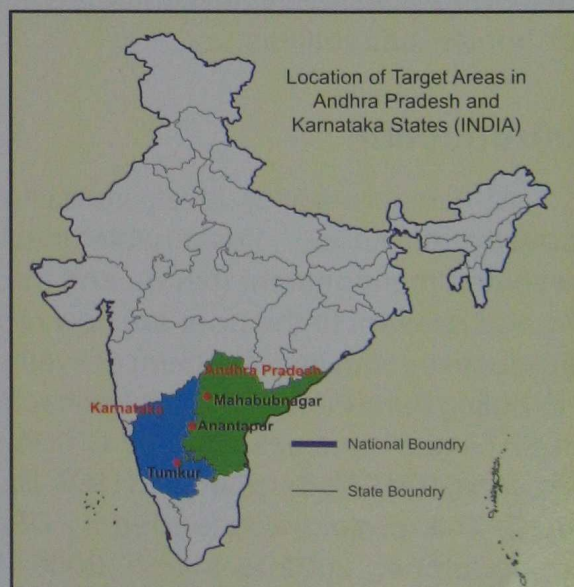 Location of Target Areas in
Andhra Pradesh and
Karnataka States (INDIA)
Andhra Pradesh
Karnataka
Mahabubnagar
Anantapur
Tumkur
National Boundry
State Boundry